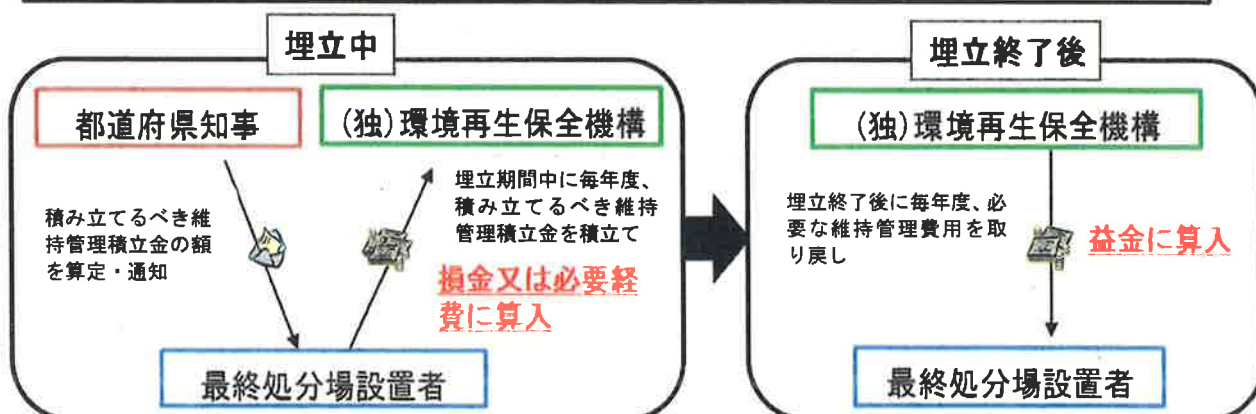 埋立中
都道府県知事
(独)環境再生保全機構
積み立てるべき維
持管理積立金の額
を算定・通知
埋立期間中に毎年度、
積み立てるべき維持
管理積立金を積立て
損金又は必要経
費に算入
最終処分場設置者
埋立終了後
(独)環境再生保全機構
埋立終了後に毎年度、必
要な維持管理費用を取
り戻し
益金に算入
最終処分場設置者